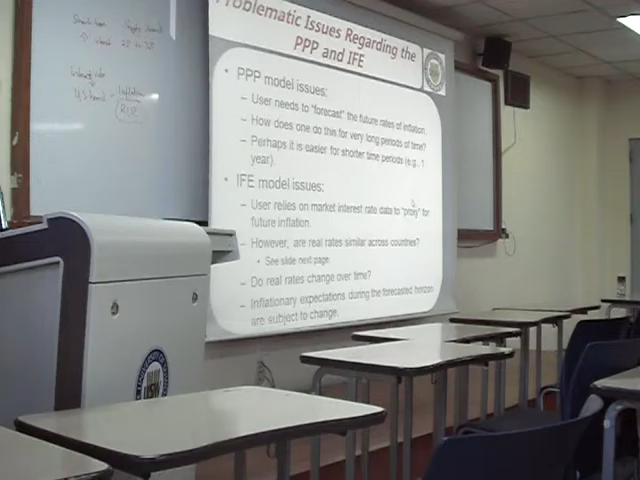 Problematic Issues Regarding the
PPP and IFE
• PPP model issues:
– User needs to "forecast" the future rates of inflation.
– How does one do this for very long periods of time?
– Perhaps it is easier for shorter time periods (e.g., 1
year).
• IFE model issues:
– User relies on market interest rate data to "proxy" for
future inflation.
– However, are real rates similar across countries?
• See slide next page.
– Do real rates change over time?
– Inflationary expectations during the forecasted horizon
are subject to change.